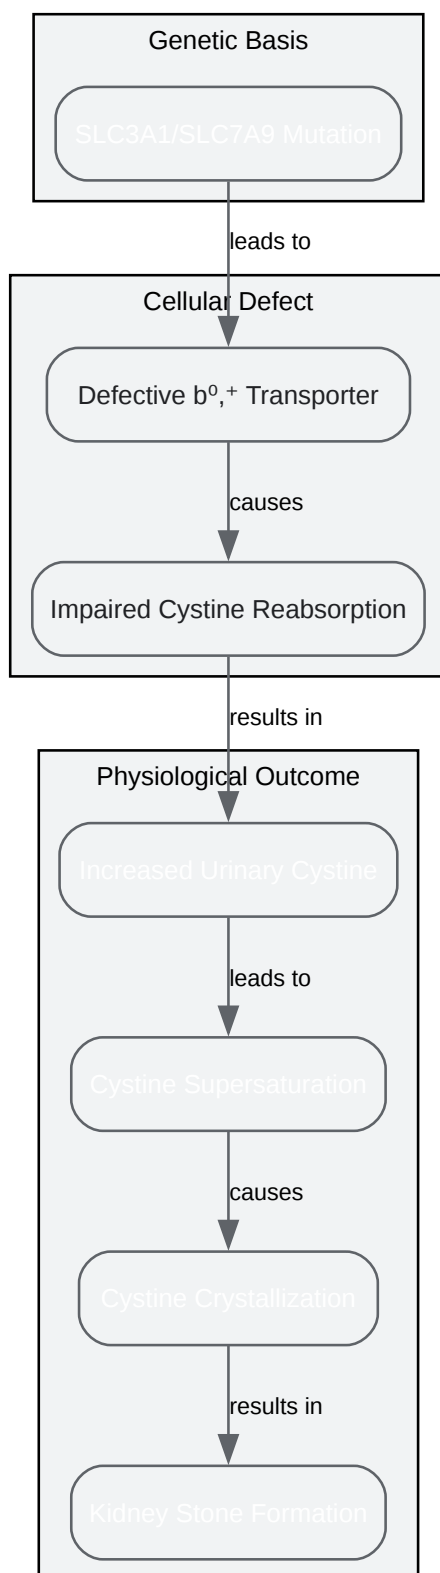 Genetic Basis
SLC3A1/SLC7A9 Mutation
leads to
Cellular Defect
Defective b⁰,⁺ Transporter
causes
Impaired Cystine Reabsorption
results in
Physiological Outcome
Increased Urinary Cystine
leads to
Cystine Supersaturation
causes
Cystine Crystallization
results in
Kidney Stone Formation